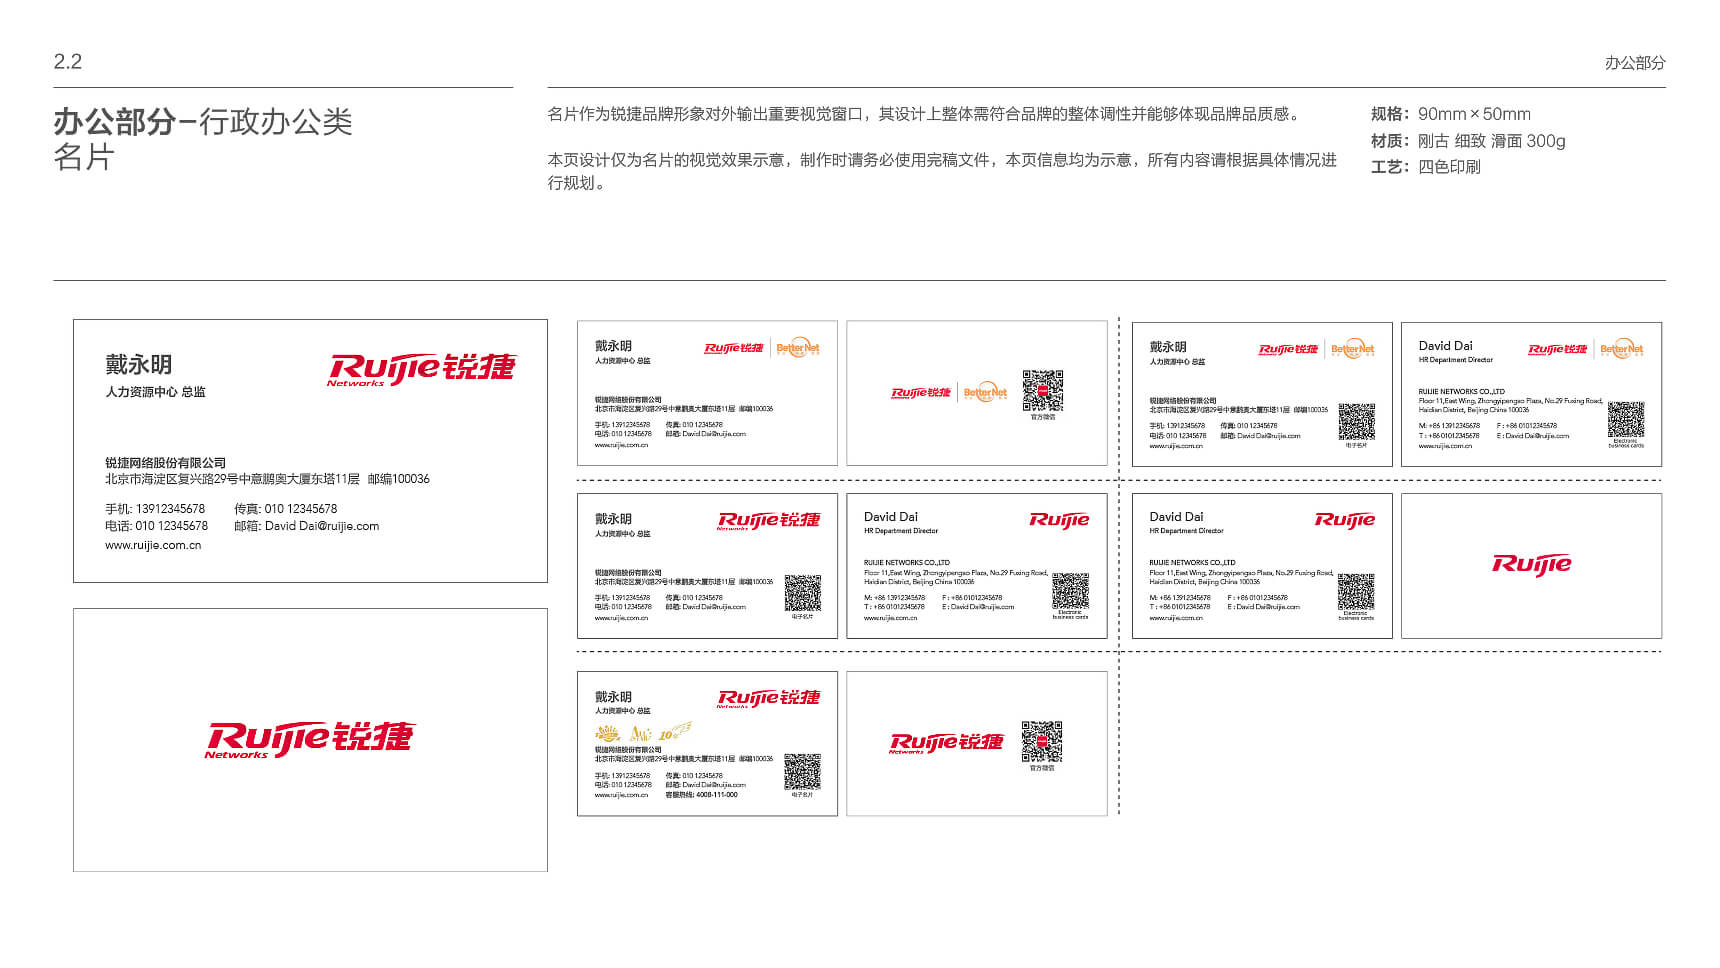 2.2
办公部分
办公部分–行政办公类
名片
名片作为锐捷品牌形象对外输出重要视觉窗口，其设计上整体需符合品牌的整体调性并能够体现品牌品质感。
本页设计仅为名片的视觉效果示意，制作时请务必使用完稿文件，本页信息均为示意，所有内容请根据具体情况进
行规划。
规格：90mm × 50mm
材质：刚古 细致 滑面 300g
工艺：四色印刷
戴永明
人力资源中心 总监
Ruijie锐捷
Networks
锐捷网络股份有限公司
北京市海淀区复兴路29号中意鹏奥大厦东塔11层 邮编100036
手机: 13912345678 传真: 010 12345678
电话: 010 12345678 邮箱: David Dai@ruijie.com
www.ruijie.com.cn
Ruijie锐捷
Networks
戴永明
人力资源中心 总监
Ruijie锐捷
Networks
BetterNet
锐捷网络股份有限公司
北京市海淀区复兴路29号中意鹏奥大厦东塔11层 邮编100036
手机: 13912345678 传真: 010 12345678
电话: 010 12345678 邮箱: David Dai@ruijie.com
www.ruijie.com.cn
Ruijie锐捷
Networks
BetterNet
官方微信
戴永明
人力资源中心 总监
Ruijie锐捷
Networks
BetterNet
锐捷网络股份有限公司
北京市海淀区复兴路29号中意鹏奥大厦东塔11层 邮编100036
手机: 13912345678 传真: 010 12345678
电话: 010 12345678 邮箱: David Dai@ruijie.com
www.ruijie.com.cn
电子名片
David Dai
HR Department Director
Ruijie锐捷
Networks
BetterNet
RUIJIE NETWORKS CO.,LTD
Floor 11,East Wing, Zhongyipengao Plaza, No.29 Fuxing Road,
Haidian District, Beijing China 100036
M: +86 13912345678 F : +86 01012345678
T : +86 01012345678 E : David Dai@ruijie.com
www.ruijie.com.cn
Electronic
business cards
戴永明
人力资源中心 总监
Ruijie锐捷
Networks
锐捷网络股份有限公司
北京市海淀区复兴路29号中意鹏奥大厦东塔11层 邮编100036
手机: 13912345678 传真: 010 12345678
电话: 010 12345678 邮箱: David Dai@ruijie.com
www.ruijie.com.cn
电子名片
David Dai
HR Department Director
Ruijie
RUIJIE NETWORKS CO.,LTD
Floor 11,East Wing, Zhongyipengao Plaza, No.29 Fuxing Road,
Haidian District, Beijing China 100036
M: +86 13912345678 F : +86 01012345678
T : +86 01012345678 E : David Dai@ruijie.com
www.ruijie.com.cn
Electronic
business cards
David Dai
HR Department Director
Ruijie
RUIJIE NETWORKS CO.,LTD
Floor 11,East Wing, Zhongyipengao Plaza, No.29 Fuxing Road,
Haidian District, Beijing China 100036
M: +86 13912345678 F : +86 01012345678
T : +86 01012345678 E : David Dai@ruijie.com
www.ruijie.com.cn
Electronic
business cards
Ruijie
戴永明
人力资源中心 总监
Ruijie锐捷
Networks
10
锐捷网络股份有限公司
北京市海淀区复兴路29号中意鹏奥大厦东塔11层 邮编100036
手机: 13912345678 传真: 010 12345678
电话: 010 12345678 邮箱: David Dai@ruijie.com
www.ruijie.com.cn 客服热线: 4008-111-000
电子名片
Ruijie锐捷
Networks
官方微信